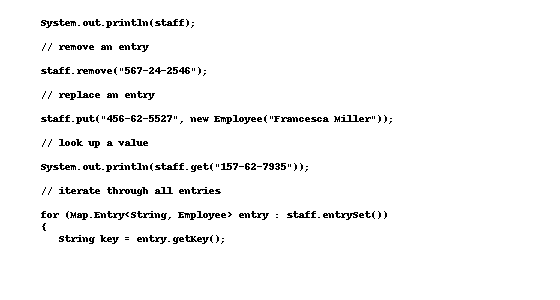 System.out.println(staff);
// remove an entry
staff.remove("567-24-2546");
// replace an entry
staff.put("456-62-5527", new Employee("Francesca Miller"));
// look up a value
System.out.println(staff.get("157-62-7935"));
// iterate through all entries
for (Map.Entry<String, Employee> entry : staff.entrySet())
{
String key = entry.getKey();